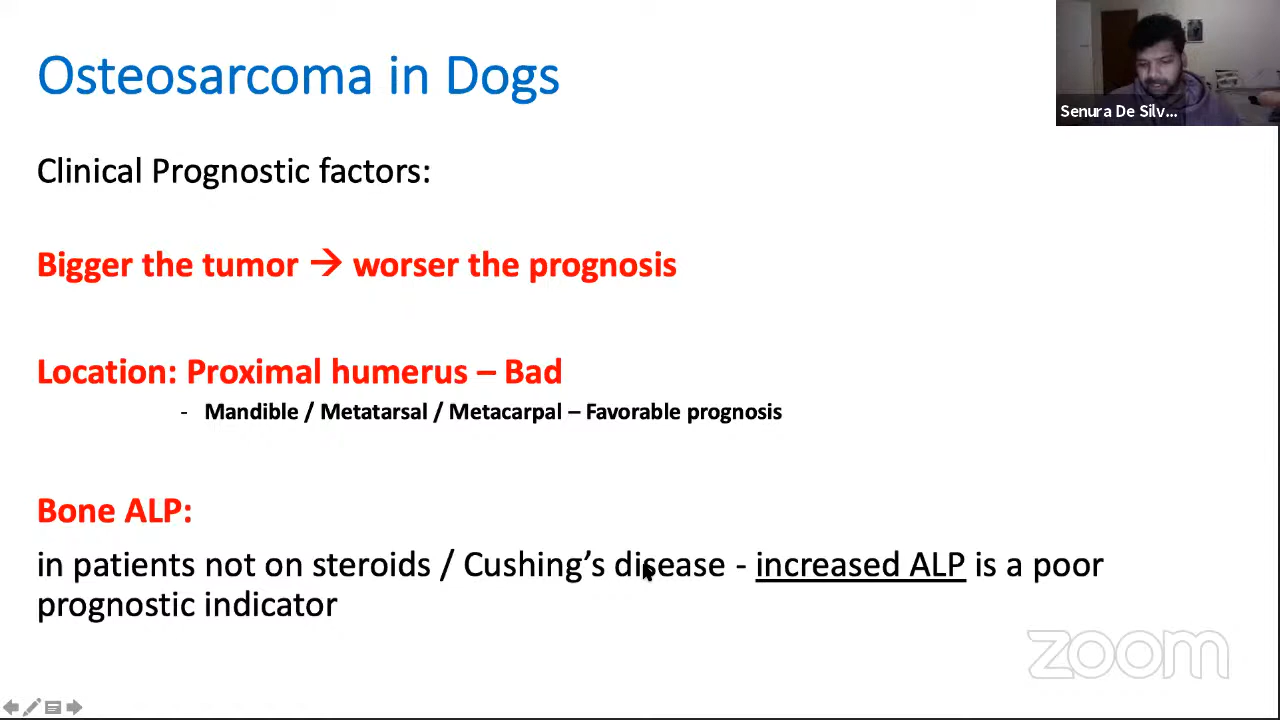 Osteosarcoma in Dogs
Senura De Silv...
Clinical Prognostic factors:
Bigger the tumor → worser the prognosis
Location: Proximal humerus – Bad
- Mandible / Metatarsal / Metacarpal – Favorable prognosis
Bone ALP:
in patients not on steroids / Cushing’s disease - increased ALP is a poor
prognostic indicator
zoom